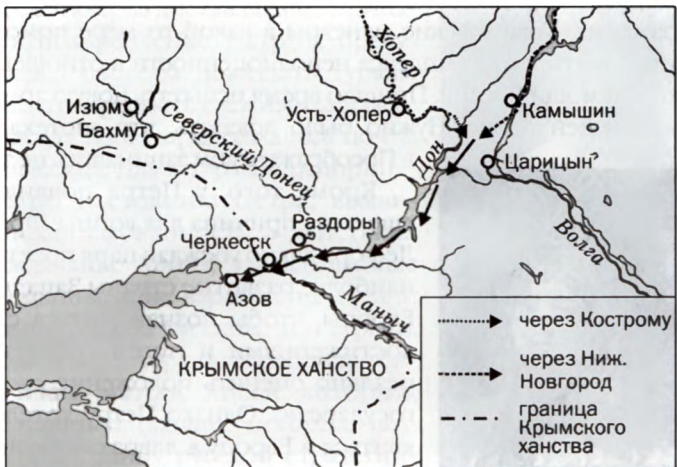 Хопер
Изюм
Бахмут
Северский Донец
Усть-Хопер
Камышин
Дон
Царицын
Волга
Раздоры
Черкесск
Азов
Маныч
КРЫМСКОЕ ХАНСТВО
через Кострому
через Ниж.
Новгород
граница
Крымского
ханства